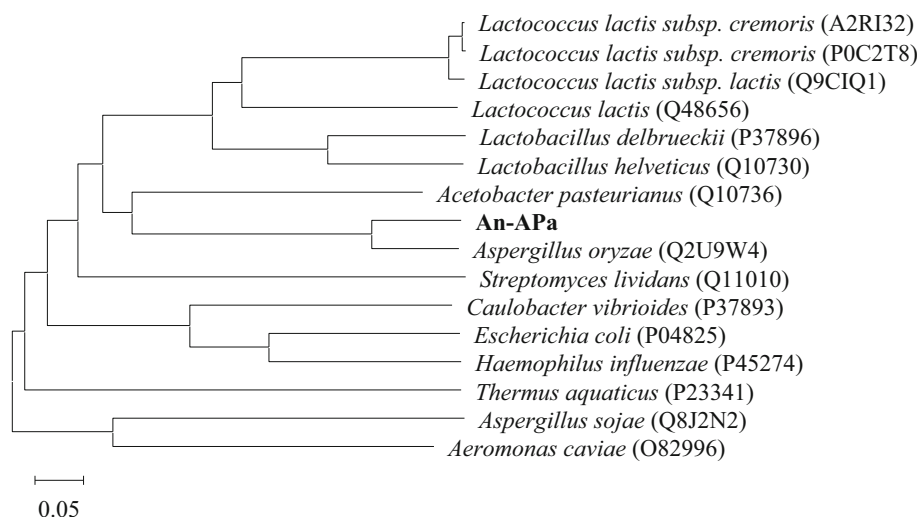 Lactococcus lactis subsp. cremoris (A2RI32)
Lactococcus lactis subsp. cremoris (P0C2T8)
Lactococcus lactis subsp. lactis (Q9CIQ1)
Lactococcus lactis (Q48656)
Lactobacillus delbrueckii (P37896)
Lactobacillus helveticus (Q10730)
Acetobacter pasteurianus (Q10736)
An-APa
Aspergillus oryzae (Q2U9W4)
Streptomyces lividans (Q11010)
Caulobacter vibrioides (P37893)
Escherichia coli (P04825)
Haemophilus influenzae (P45274)
Thermus aquaticus (P23341)
Aspergillus sojae (Q8J2N2)
Aeromonas caviae (O82996)
0.05